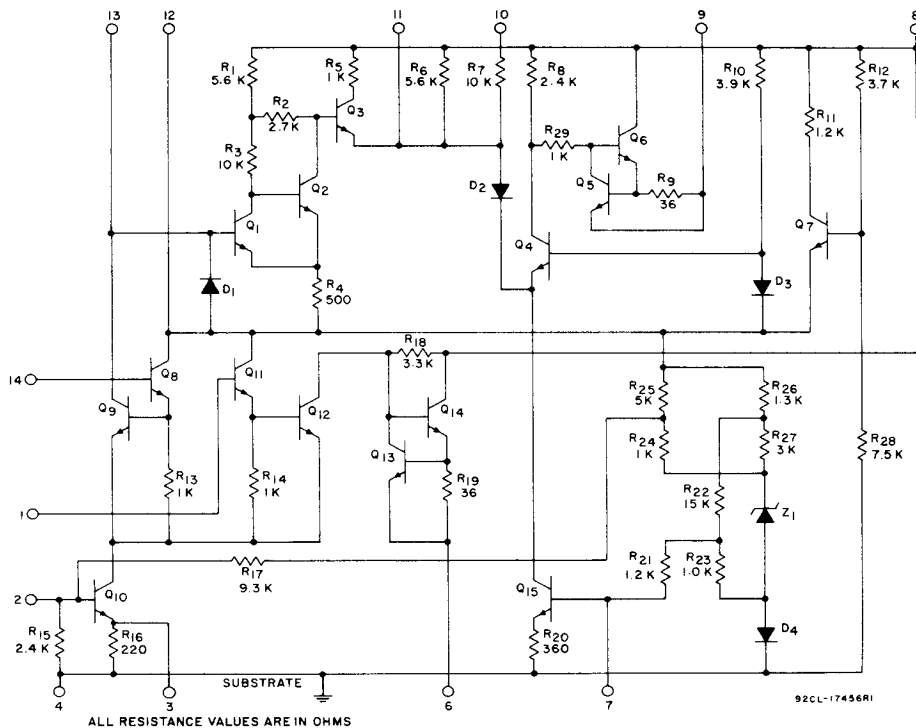 13 12 11 10 9 8
R1 5.6 K
R5 1 K
R6 5.6 K
R7 10 K
R8 2.4 K
R10 3.9 K
R12 3.7 K
R2 2.7 K
Q3
R11 1.2 K
R29 1 K
Q6
R3 10 K
Q2
D2
Q5
R9 36
Q1
Q4
Q7
D1
R4 500
D3
R18 3.3 K
14
Q8
Q11
R25 5 K
R26 1.3 K
Q9
Q12
Q14
R24 1 K
R27 3 K
R28 7.5 K
Q13
R13 1 K
R14 1 K
R19 36
R22 15 K
Z1
1
R17 9.3 K
R21 1.2 K
R23 1.0 K
2
Q10
Q15
R15 2.4 K
R16 220
R20 360
D4
SUBSTRATE
4 3 6 7
92CL-17456R1
ALL RESISTANCE VALUES ARE IN OHMS